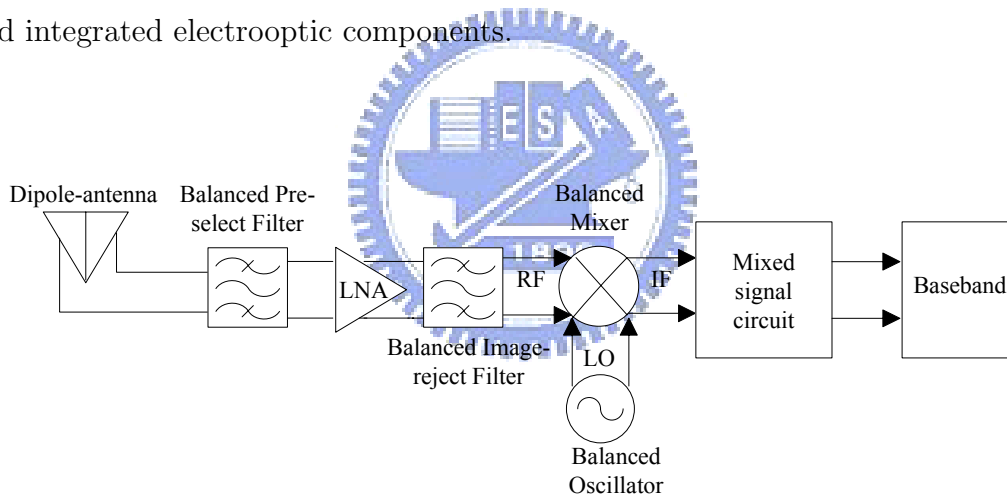 d integrated electrooptic components.
Dipole-antenna
Balanced Pre-
select Filter
LNA
Balanced Image-
reject Filter
RF
Balanced
Mixer
IF
LO
Balanced
Oscillator
Mixed
signal
circuit
Baseband
E S A